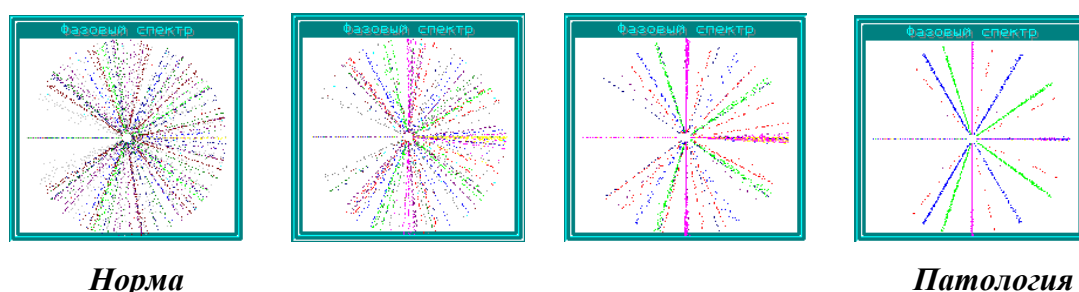 Фазовый спектр
Фазовый спектр
Фазовый спектр
Фазовый спектр
Норма
Патология